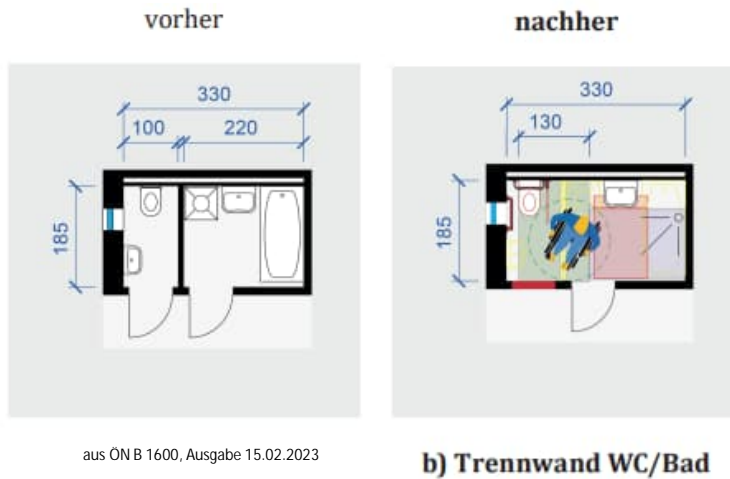 vorher
nachher
330
100
220
185
330
130
185
aus ÖN B 1600, Ausgabe 15.02.2023
b) Trennwand WC/Bad